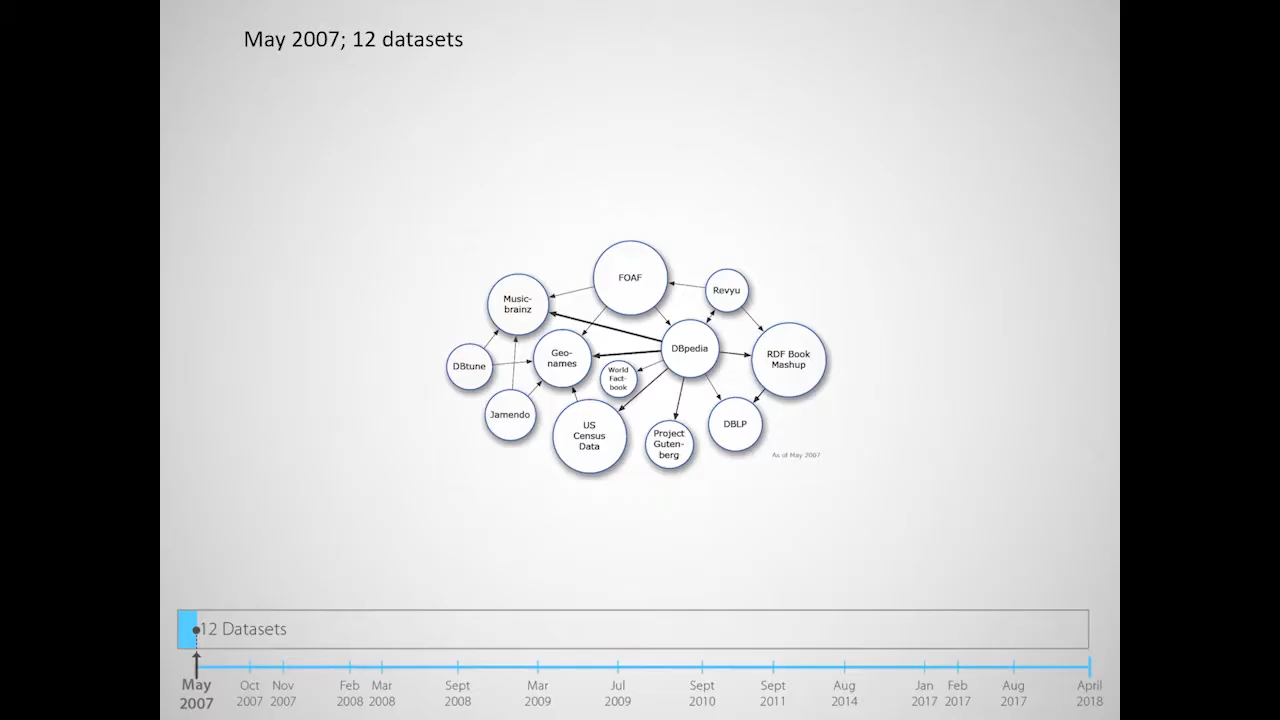 May 2007; 12 datasets
FOAF
Revyu
Music-
brainz
DBpedia
Geo-
names
RDF Book
Mashup
DBtune
World
Fact-
book
Jamendo
US
Census
Data
Project
Guten-
berg
DBLP
As of May 2007
12 Datasets
May
2007
Oct
2007
Nov
2007
Feb
2008
Mar
2008
Sept
2008
Mar
2009
Jul
2009
Sept
2010
Sept
2011
Aug
2014
Jan
2017
Feb
2017
Aug
2017
April
2018